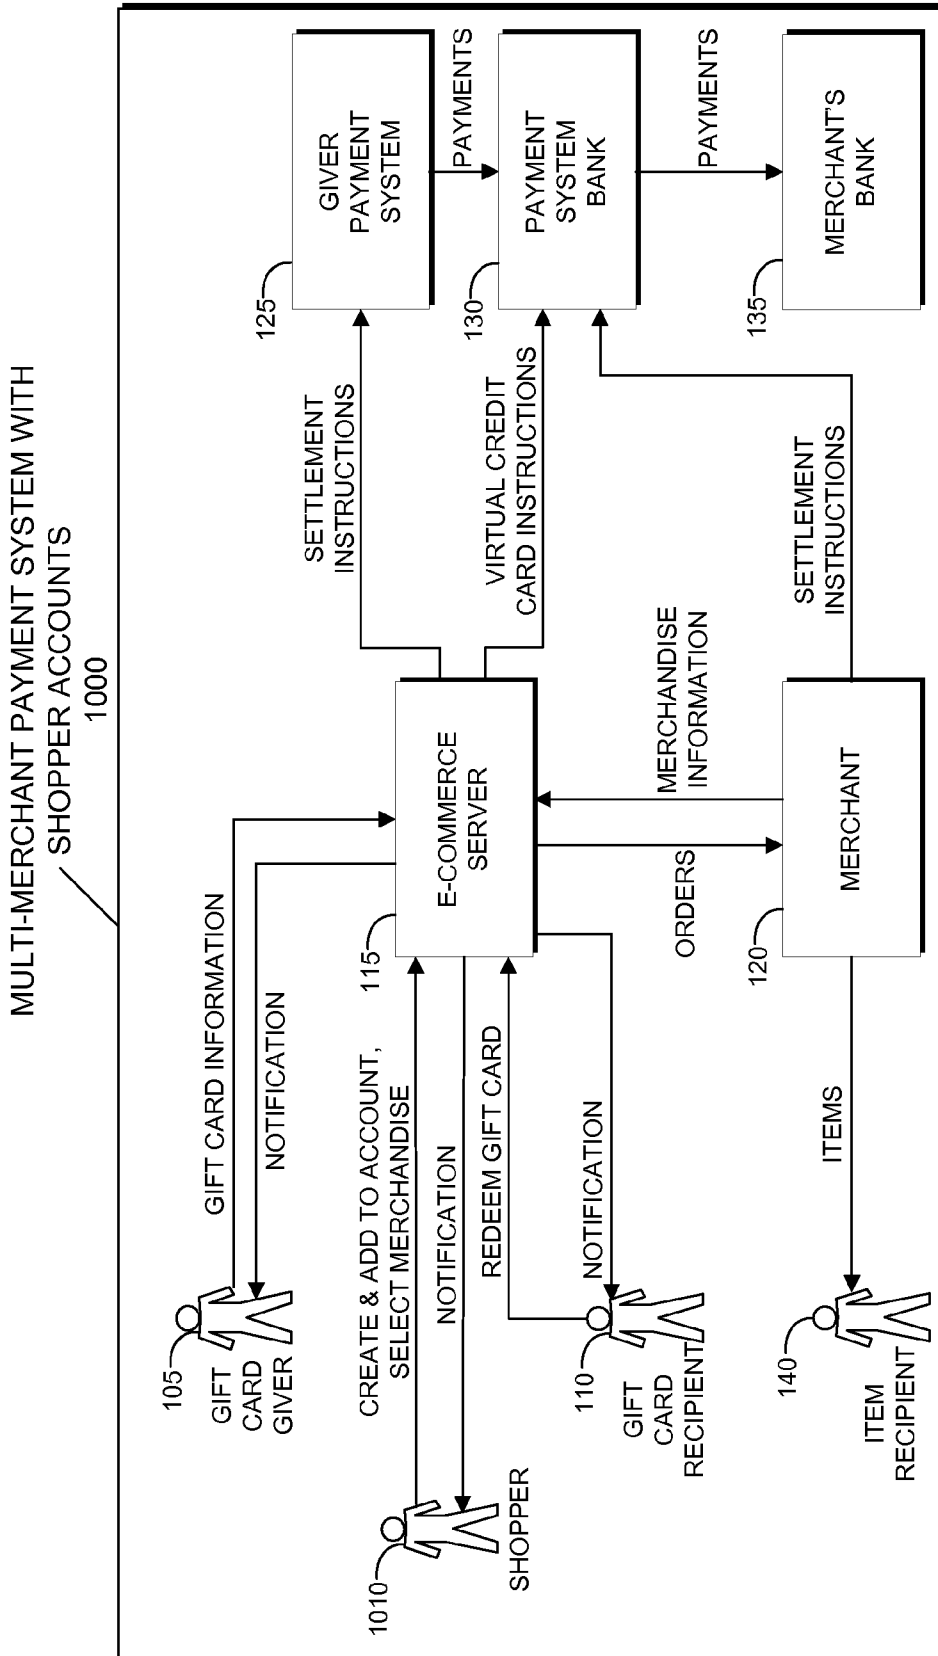 MULTI-MERCHANT PAYMENT SYSTEM WITH
SHOPPER ACCOUNTS
1000
105
GIFT
CARD
GIVER
GIFT CARD INFORMATION
NOTIFICATION
1010
SHOPPER
CREATE & ADD TO ACCOUNT,
SELECT MERCHANDISE
NOTIFICATION
110
GIFT
CARD
RECIPIENT
REDEEM GIFT CARD
NOTIFICATION
140
ITEM
RECIPIENT
ITEMS
115
E-COMMERCE
SERVER
ORDERS
MERCHANDISE
INFORMATION
120
MERCHANT
SETTLEMENT
INSTRUCTIONS
VIRTUAL CREDIT
CARD INSTRUCTIONS
SETTLEMENT
INSTRUCTIONS
125
GIVER
PAYMENT
SYSTEM
PAYMENTS
130
PAYMENT
SYSTEM
BANK
PAYMENTS
135
MERCHANT'S
BANK